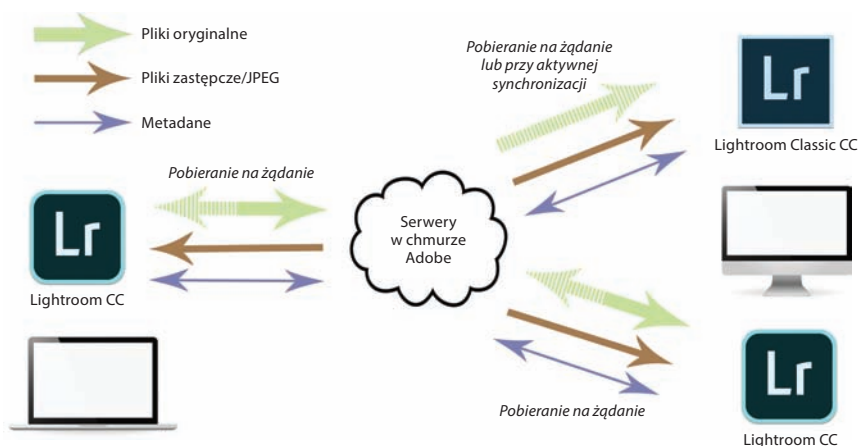 Pliki oryginalne
Pliki zastępcze/JPEG
Metadane
Pobieranie na żądanie
lub przy aktywnej
synchronizacji
Lr
Lightroom Classic CC
Pobieranie na żądanie
Lr
Lightroom CC
Serwery
w chmurze
Adobe
Pobieranie na żądanie
Lr
Lightroom CC